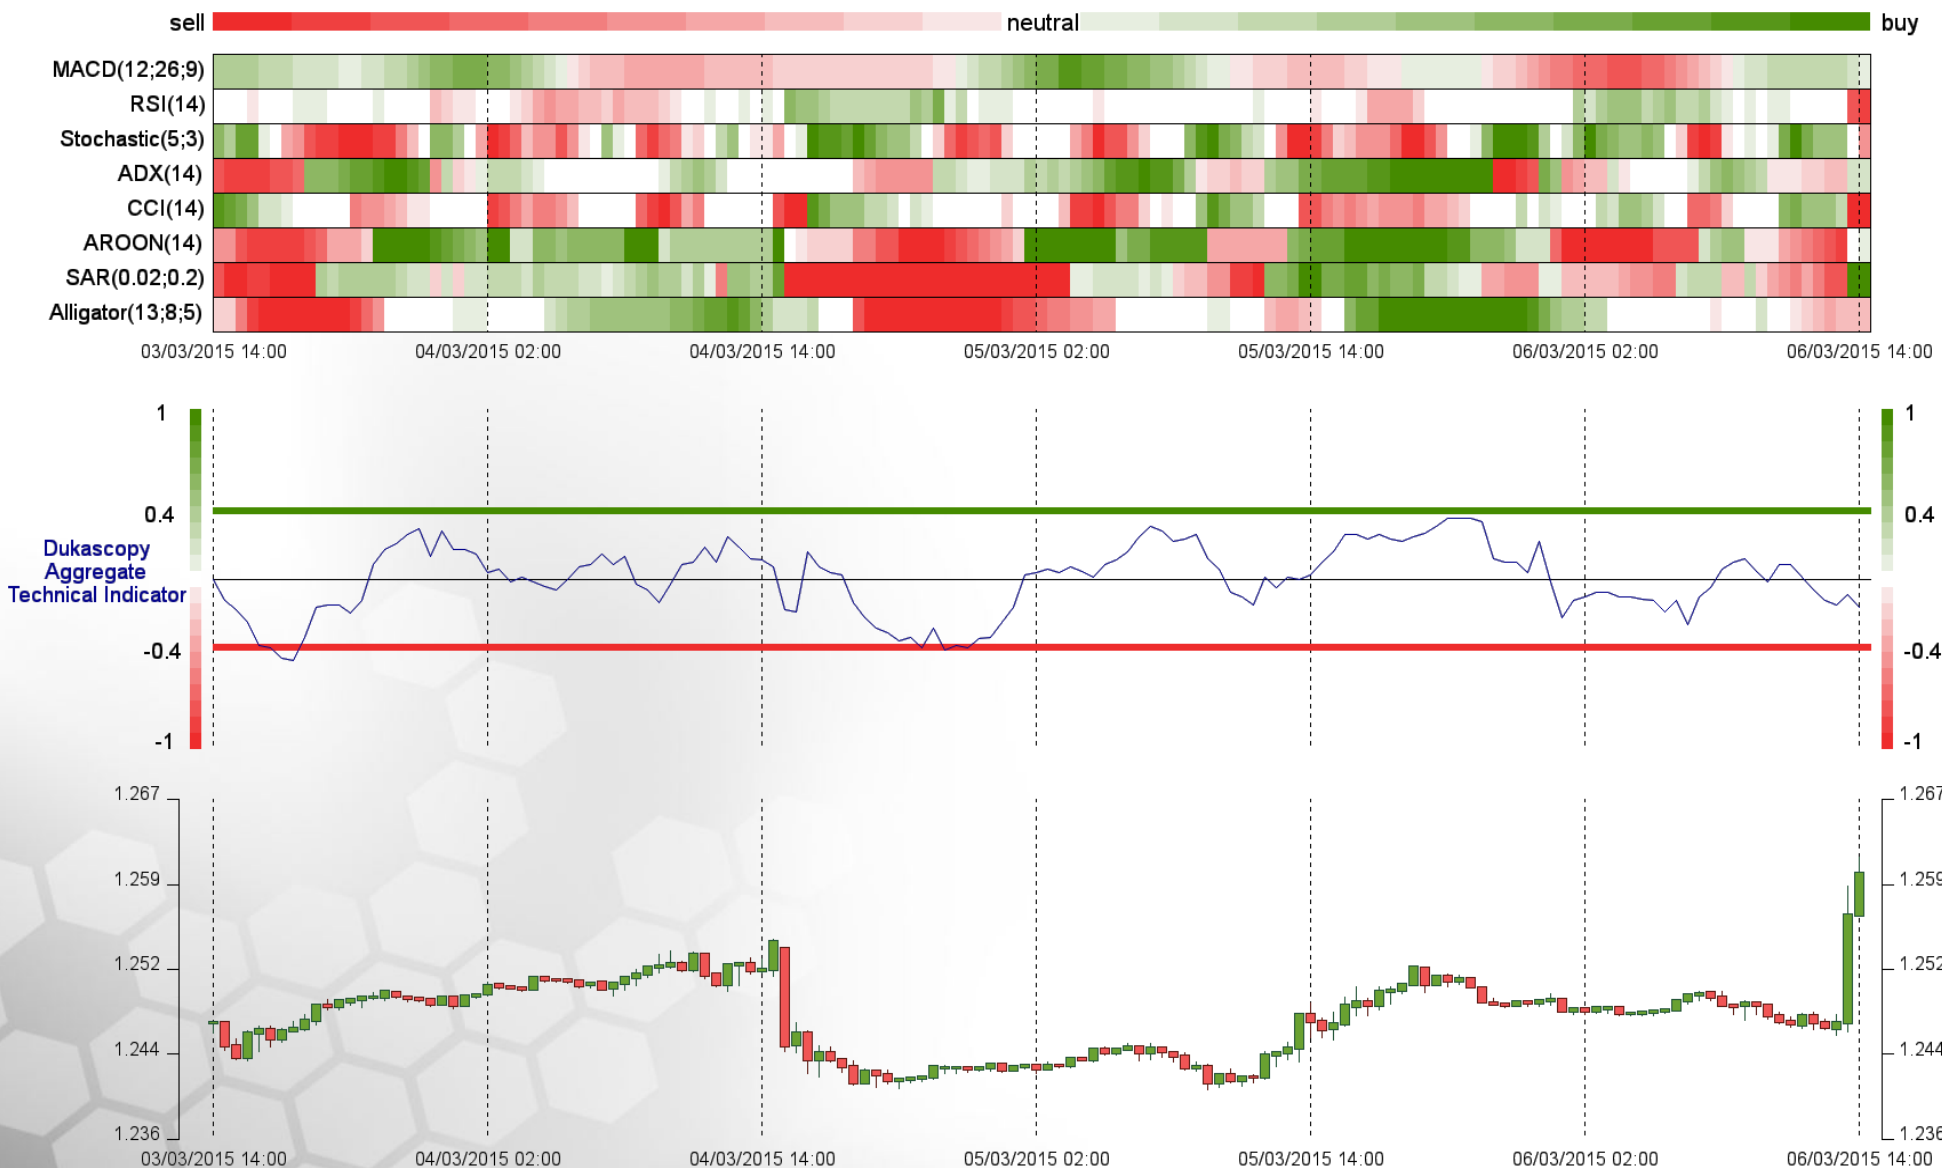 sell neutral buy
MACD(12;26;9)
RSI(14)
Stochastic(5;3)
ADX(14)
CCI(14)
AROON(14)
SAR(0.02;0.2)
Alligator(13;8;5)
03/03/2015 14:00 04/03/2015 02:00 04/03/2015 14:00 05/03/2015 02:00 05/03/2015 14:00 06/03/2015 02:00 06/03/2015 14:00
1 1
0.4 0.4
Dukascopy
Aggregate
Technical Indicator
-0.4 -0.4
-1 -1
1.267 1.267
1.259 1.259
1.252 1.252
1.244 1.244
1.236 1.236
03/03/2015 14:00 04/03/2015 02:00 04/03/2015 14:00 05/03/2015 02:00 05/03/2015 14:00 06/03/2015 02:00 06/03/2015 14:00